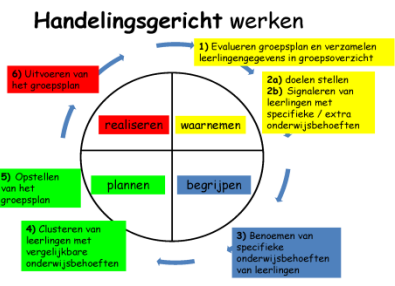 Handelingsgericht werken
1) Evalueren groepsplan en verzamelen
leerlingengegevens in groepsoverzicht
6) Uitvoeren van
het groepsplan
2a) doelen stellen
2b) Signaleren van
leerlingen met
specifieke / extra
onderwijsbehoeften
realiseren
waarnemen
plannen
begrijpen
5) Opstellen
van het
groepsplan
4) Clusteren van
leerlingen met
vergelijkbare
onderwijsbehoeften
3) Benoemen van
specifieke
onderwijsbehoeften
van leerlingen